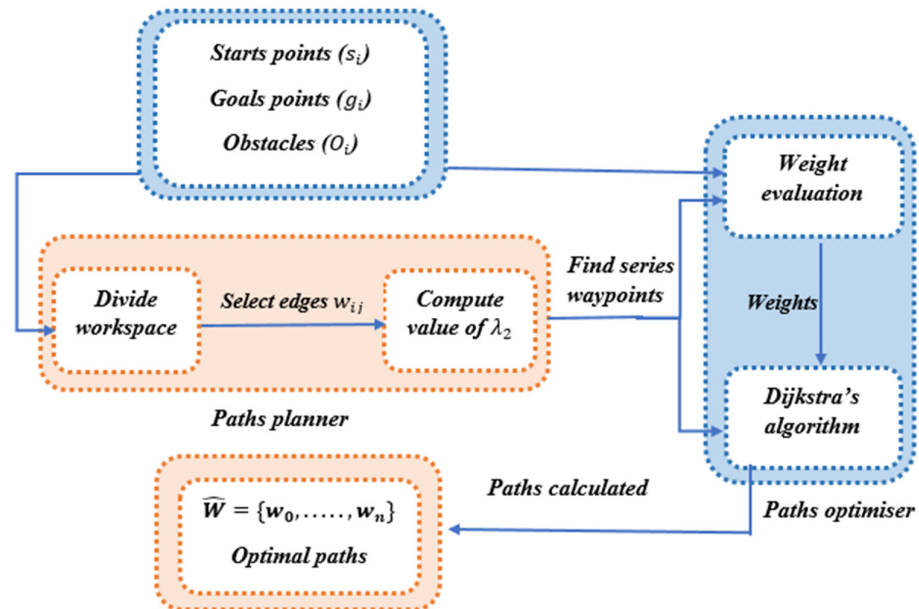 Starts points (sᵢ)
Goals points (gᵢ)
Obstacles (Oᵢ)
Weight
evaluation
Divide
workspace
Select edges wᵢⱼ
Compute
value of λ₂
Find series
waypoints
Weights
Paths planner
Dijkstra's
algorithm
Ŵ = {w₀, ….., wₙ}
Optimal paths
Paths calculated
Paths optimiser